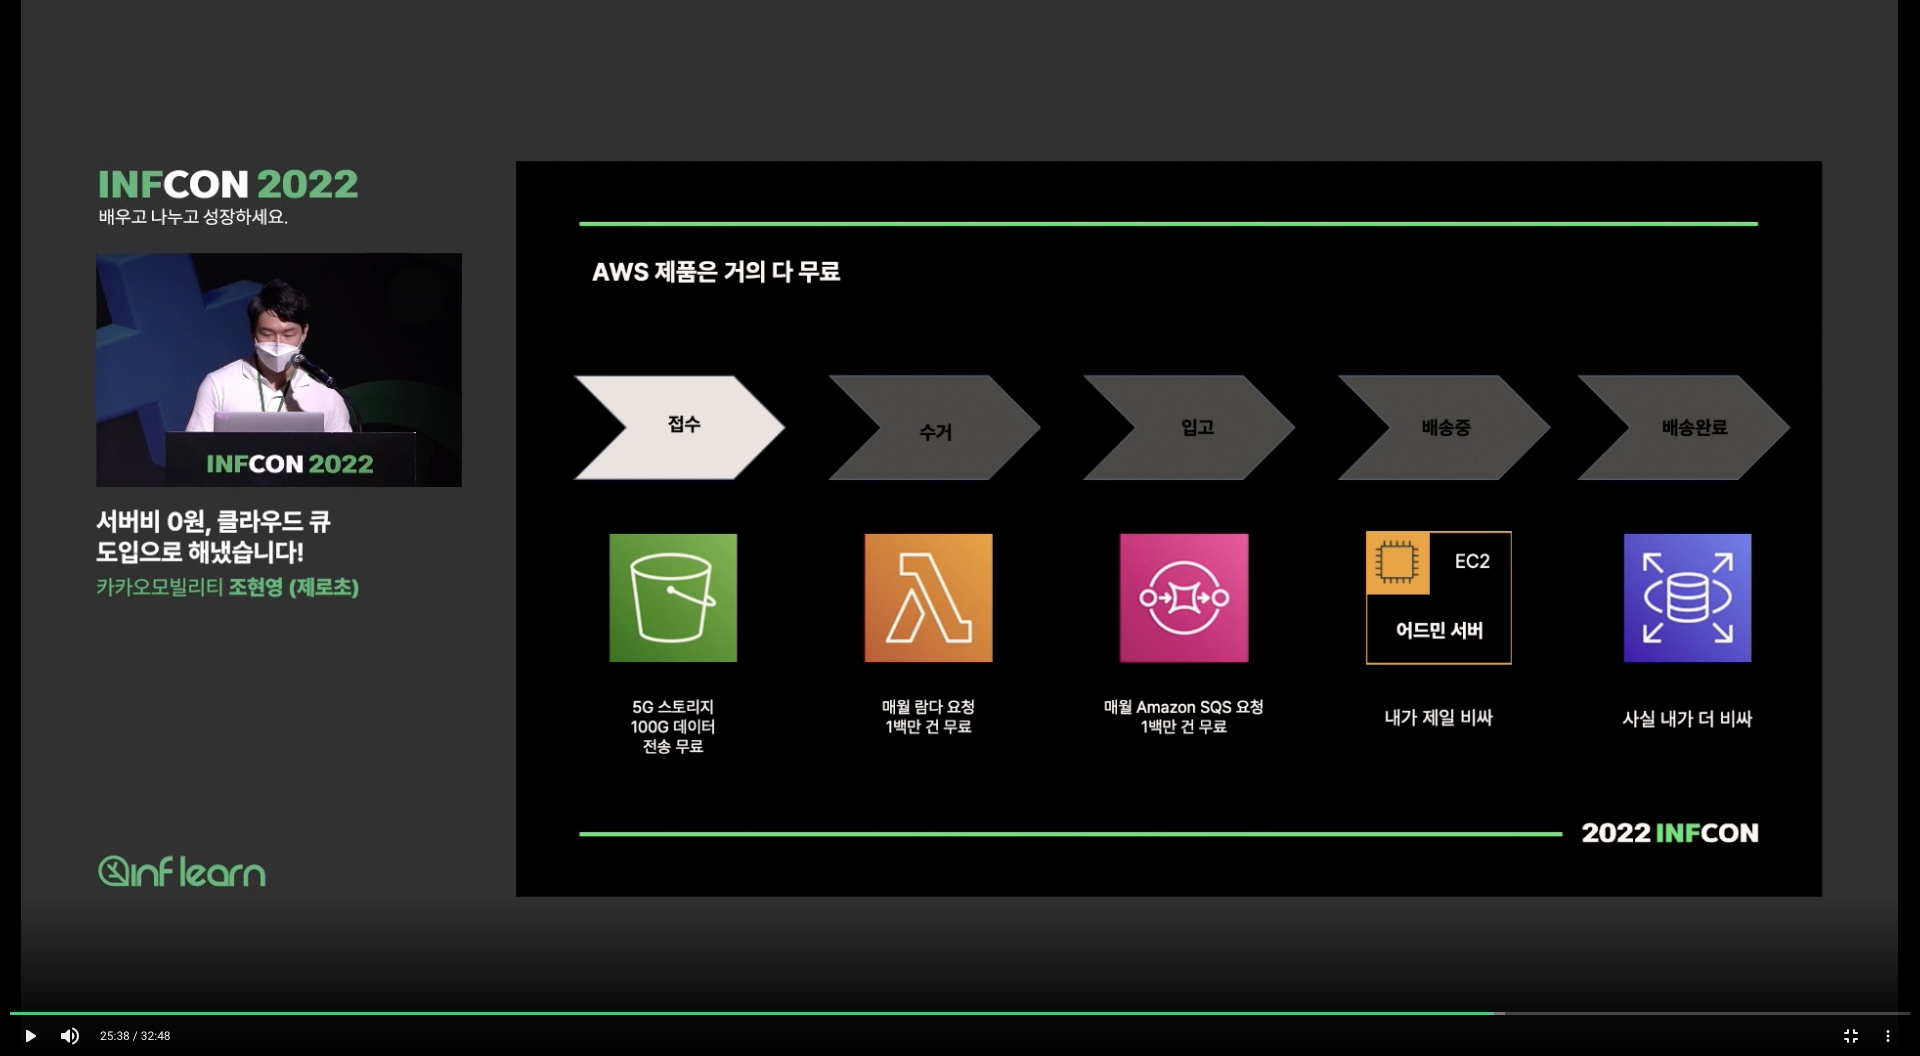 INFCON 2022
배우고 나누고 성장하세요.
INFCON 2022
서버비 0원, 클라우드 큐
도입으로 해냈습니다!
카카오모빌리티 조현영 (제로초)
inflearn
AWS 제품은 거의 다 무료
접수
수거
입고
배송중
배송완료
5G 스토리지
100G 데이터
전송 무료
매월 람다 요청
1백만 건 무료
매월 Amazon SQS 요청
1백만 건 무료
EC2
어드민 서버
내가 제일 비싸
사실 내가 더 비싸
2022 INFCON
25:38 / 32:48